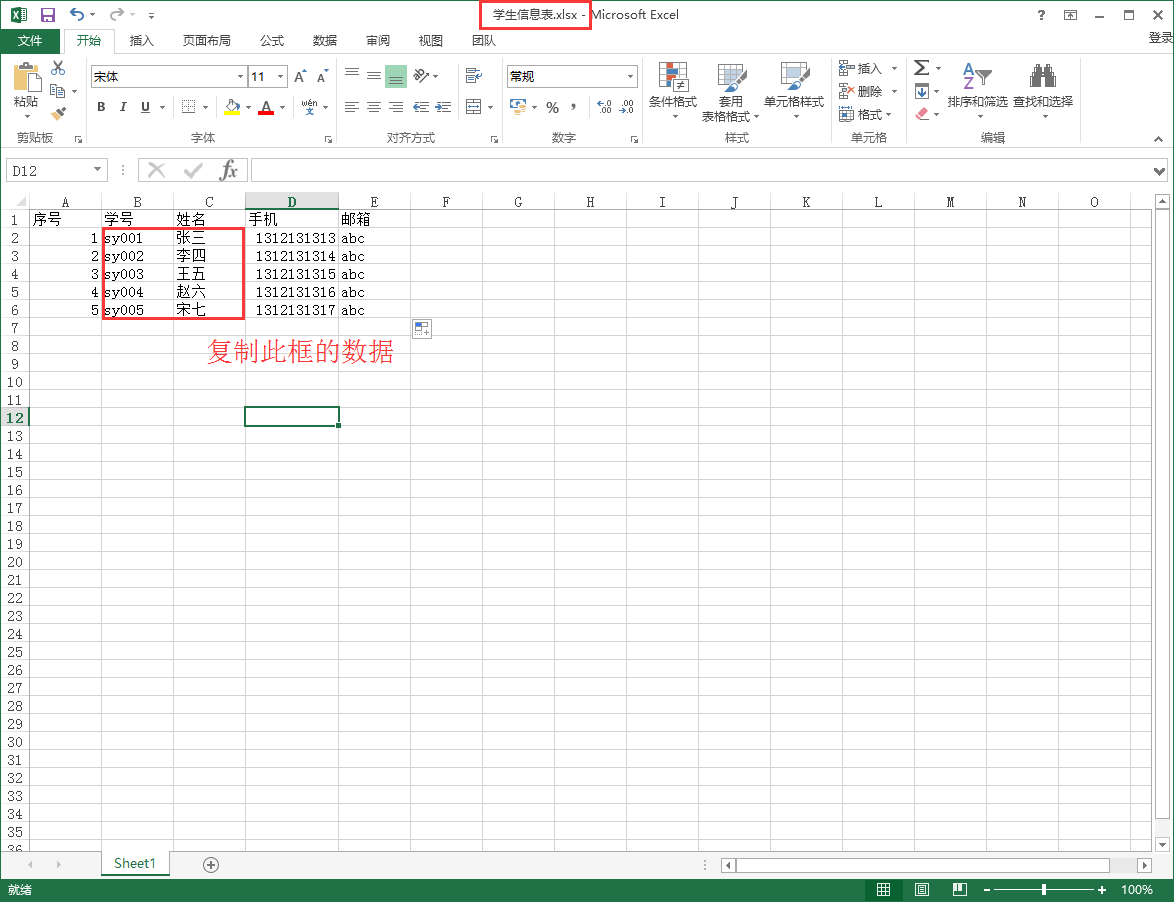 学生信息表.xlsx - Microsoft Excel
?
文件 开始 插入 页面布局 公式 数据 审阅 视图 团队 登录
宋体 11 A A 常规 插入
粘贴 B I U A wén 文 % , 条件格式 套用 表格格式 单元格样式 删除 排序和筛选 查找和选择
格式
剪贴板 字体 对齐方式 数字 样式 单元格 编辑
D12 fx
A B C D E F G H I J K L M N O
1 序号 学号 姓名 手机 邮箱
2 1 sy001 张三 1312131313 abc
3 2 sy002 李四 1312131314 abc
4 3 sy003 王五 1312131315 abc
5 4 sy004 赵六 1312131316 abc
6 5 sy005 宋七 1312131317 abc
7
8 复制此框的数据
9
10
11
12
13
14
15
16
17
18
19
20
21
22
23
24
25
26
27
28
29
30
31
32
33
34
35
36
Sheet1
就绪 100%